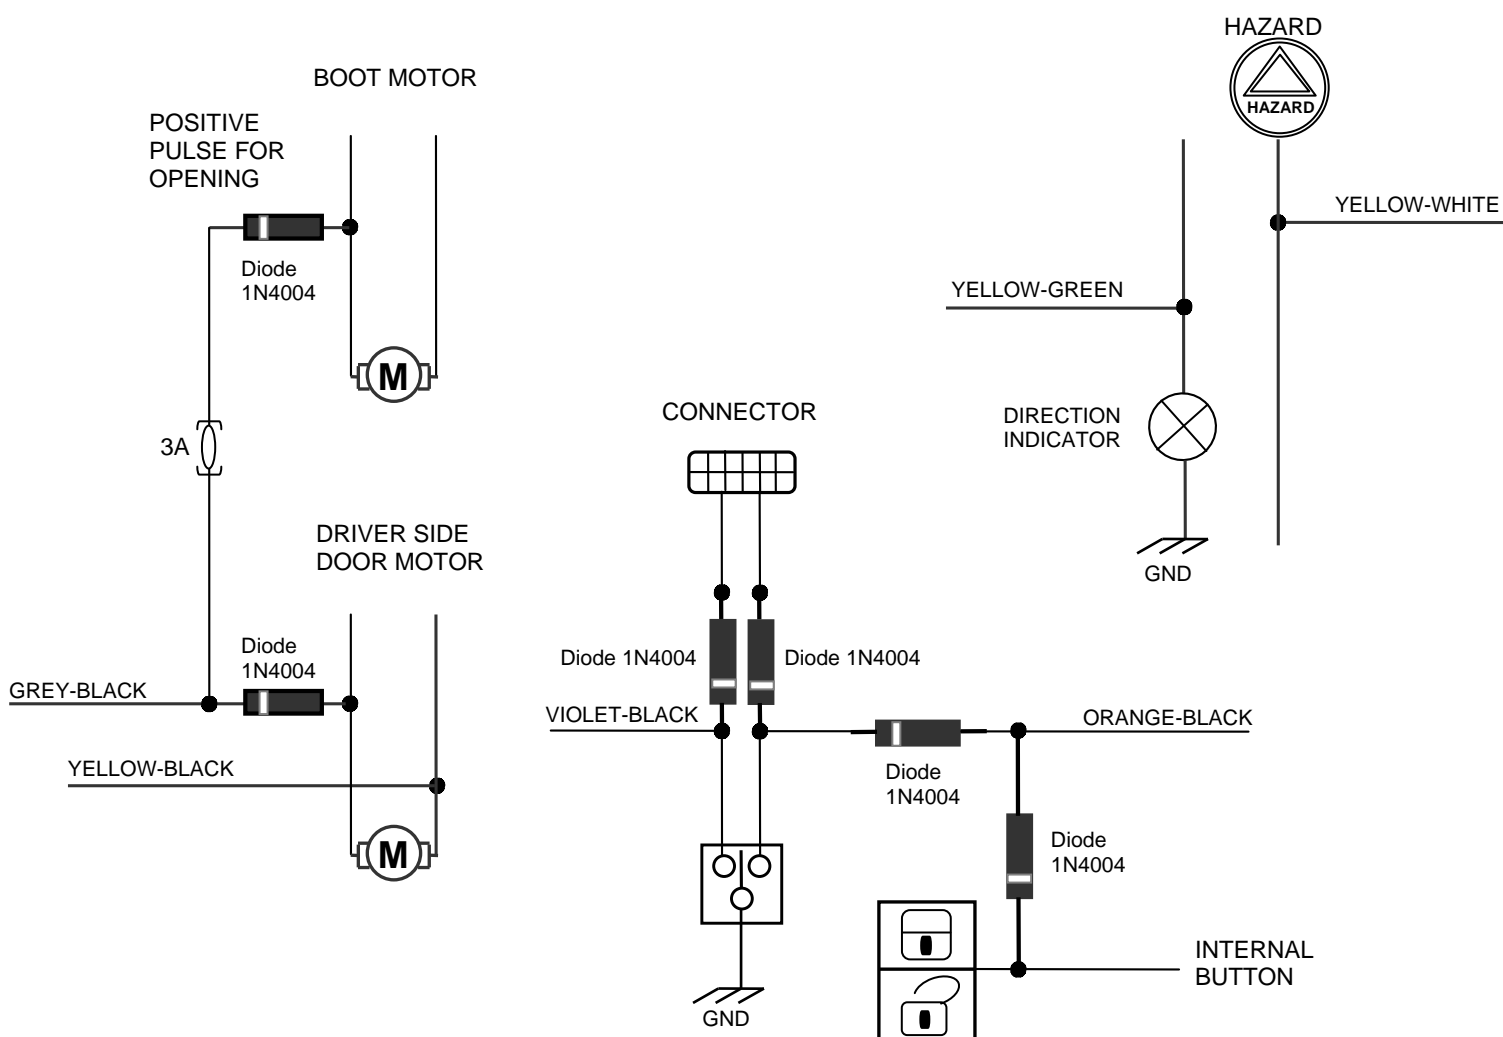 HAZARD
HAZARD
BOOT MOTOR
POSITIVE
PULSE FOR
OPENING
YELLOW-WHITE
Diode
1N4004
YELLOW-GREEN
M
CONNECTOR
DIRECTION
INDICATOR
3A
DRIVER SIDE
DOOR MOTOR
GND
Diode
1N4004
Diode 1N4004
Diode 1N4004
GREY-BLACK
VIOLET-BLACK
ORANGE-BLACK
YELLOW-BLACK
Diode
1N4004
M
Diode
1N4004
INTERNAL
BUTTON
GND